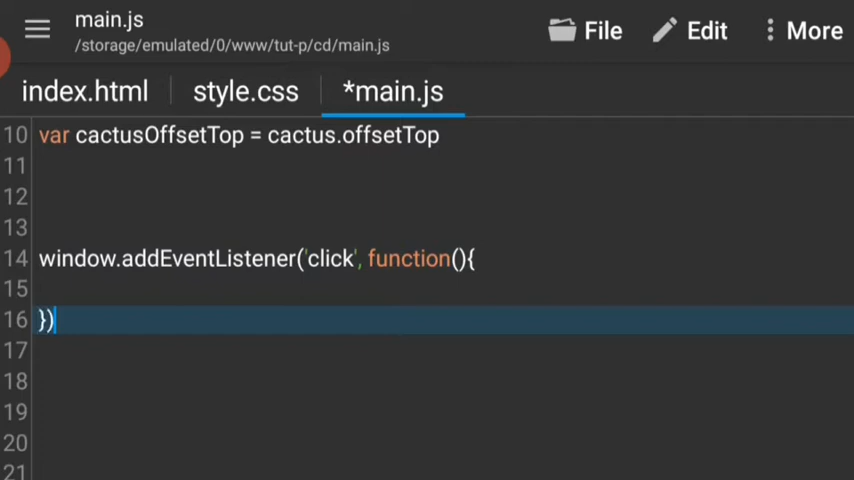 main.js
/storage/emulated/0/www/tut-p/cd/main.js
File
Edit
More
index.html
style.css
*main.js
10 var cactusOffsetTop = cactus.offsetTop
11
12
13
14 window.addEventListener('click', function(){
15
16 })
17
18
19
20
21